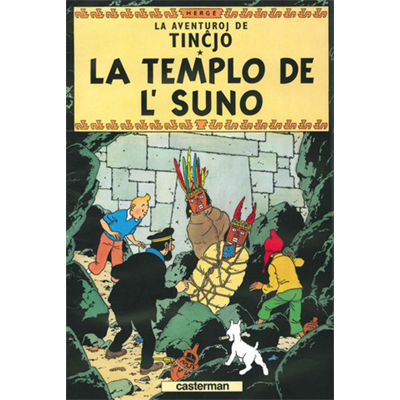 HERGÉ
LA AVENTUROJ DE
TINĈJO
LA TEMPLO DE
L' SUNO
casterman